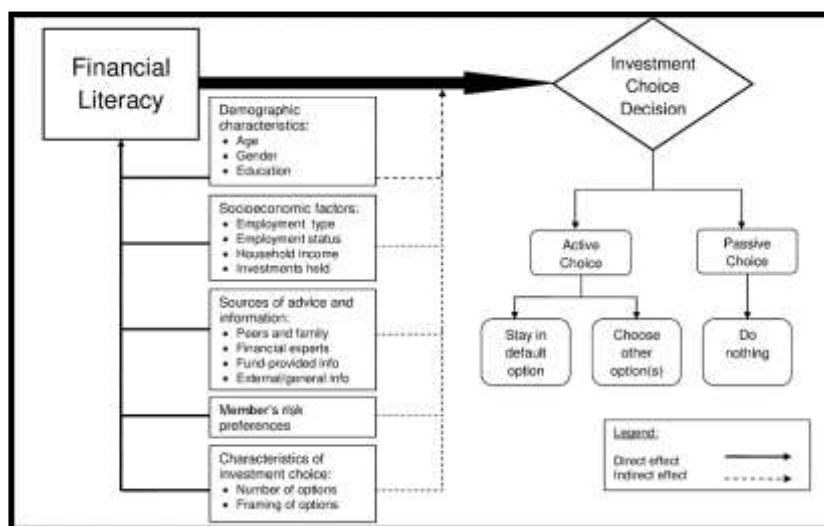 Financial
Literacy
Investment
Choice
Decision
Demographic
characteristics:
• Age
• Gender
• Education
Socioeconomic factors:
• Employment type
• Employment status
• Household income
• Investments held
Sources of advice and
information:
• Peers and family
• Financial experts
• Fund-provided info
• External/general info
Member's risk
preferences
Characteristics of
investment choice:
• Number of options
• Framing of options
Active
Choice
Passive
Choice
Stay in
default
option
Choose
other
option(s)
Do
nothing
Legend:
Direct effect
Indirect effect